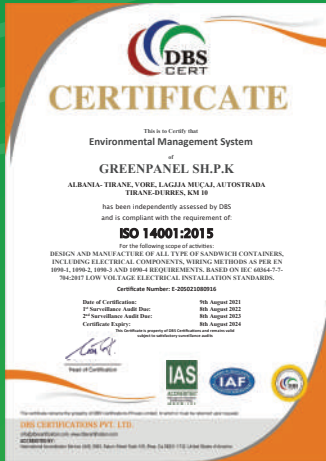 DBS
CERT
CERTIFICATE
This is to Certify that
Environmental Management System
of
GREENPANEL SH.P.K
ALBANIA- TIRANE, VORE, LAGJJA MUÇAJ, AUTOSTRADA
TIRANE-DURRES, KM 10
has been independently assessed by DBS
and is compliant with the requirement of:
ISO 14001:2015
For the following scope of activities:
DESIGN AND MANUFACTURE OF ALL TYPE OF SANDWICH CONTAINERS,
INCLUDING ELECTRICAL COMPONENTS, WIRING METHODS AS PER EN
1090-1, 1090-2, 1090-3 AND 1090-4 REQUIREMENTS. BASED ON IEC 60364-7-7-
704:2017 LOW VOLTAGE ELECTRICAL INSTALLATION STANDARDS.
Certificate Number: E-205021080916
Date of Certification: 9th August 2021
1st Surveillance Audit Due: 8th August 2022
2nd Surveillance Audit Due: 8th August 2023
Certificate Expiry: 8th August 2024
This Certificate is property of DBS Certifications and remains valid
subject to satisfactory surveillance audits
Head of Certification
IAS
ACCREDITED
IAF
DBS CERTIFICATIONS PVT. LTD.
ACCREDITED BY: